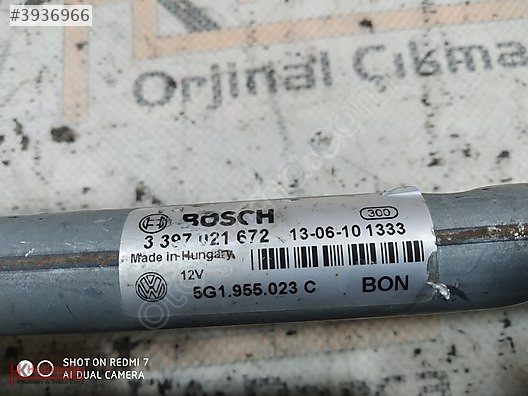 #3936966
Orjinal Çıkma
BOSCH
300
3 397 021 672 13-06-10 1333
Made in Hungary
12V
5G1.955.023 C BON
SHOT ON REDMI 7
AI DUAL CAMERA